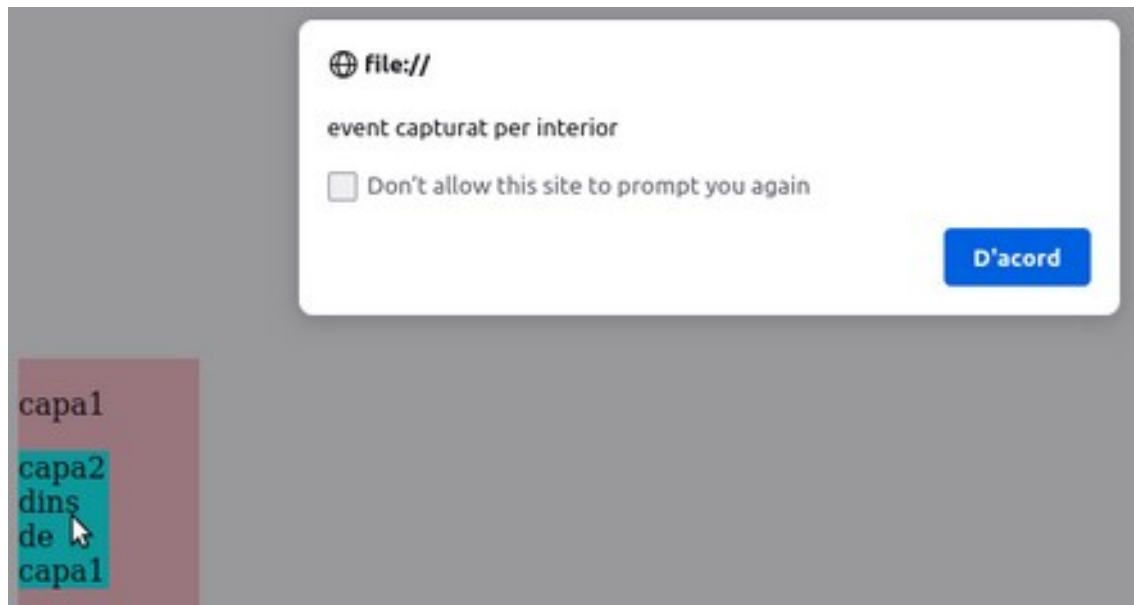 file://
event capturat per interior
Don't allow this site to prompt you again
D'acord
capa1
capa2
dins
de
capa1